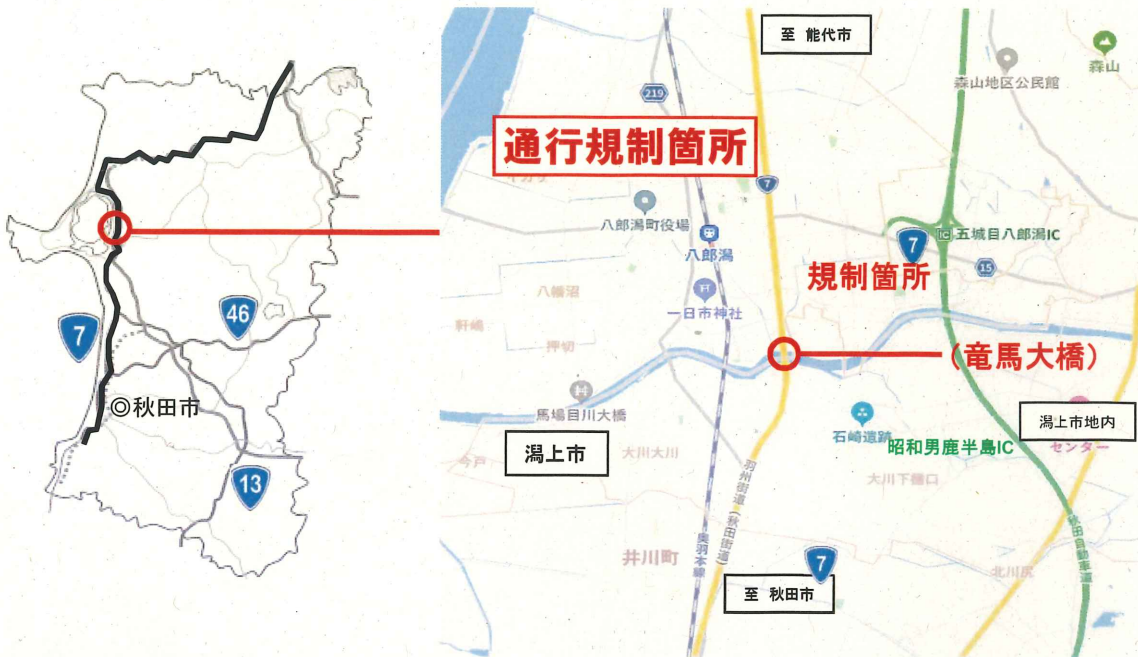 46
7
◎秋田市
13
至 能代市
森山
森山地区公民館
219
通行規制箇所
7
八郎潟町役場
八郎潟
五城目八郎潟IC
7
15
規制箇所
八幡沼
一日市神社
軒嶋
押切
(竜馬大橋)
馬場目川大橋
石崎遺跡
潟上市地内
センター
潟上市
今戸
大川大川
昭和男鹿半島IC
大川下樋口
羽州街道(秋田街道)
井川町
奥羽本線
7
至 秋田市
秋田自動車道
北川尻